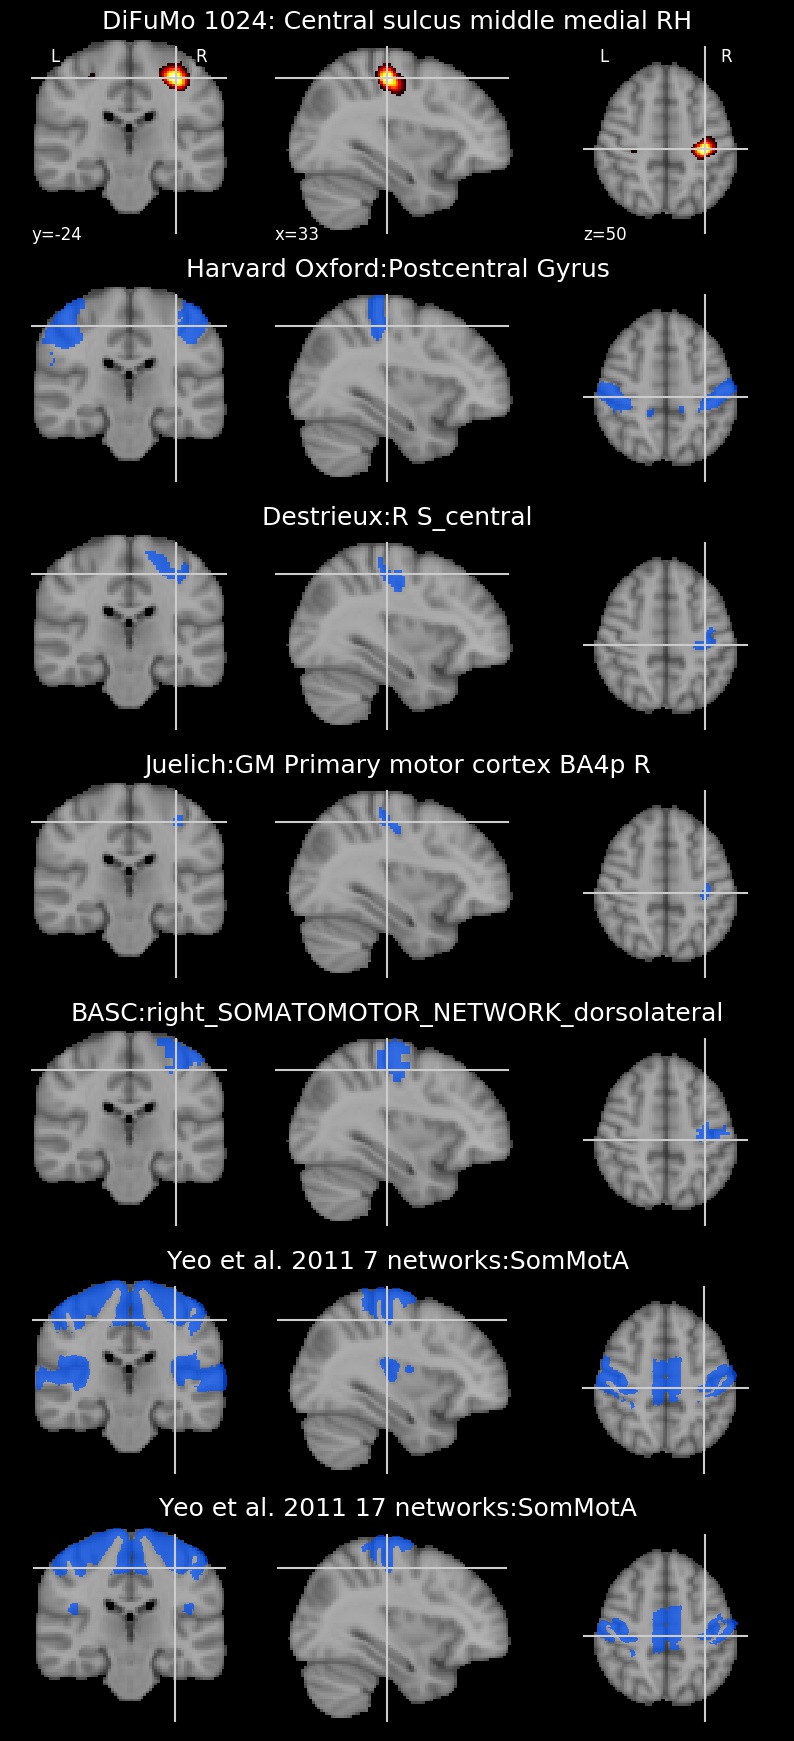 DiFuMo 1024: Central sulcus middle medial RH
L R L R
y=-24 x=33 z=50
Harvard Oxford:Postcentral Gyrus
Destrieux:R S_central
Juelich:GM Primary motor cortex BA4p R
BASC:right_SOMATOMOTOR_NETWORK_dorsolateral
Yeo et al. 2011 7 networks:SomMotA
Yeo et al. 2011 17 networks:SomMotA